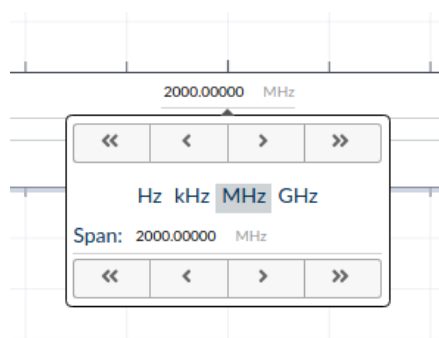 2000.00000 MHz
« ‹ › »
Hz kHz MHz GHz
Span: 2000.00000 MHz
« ‹ › »